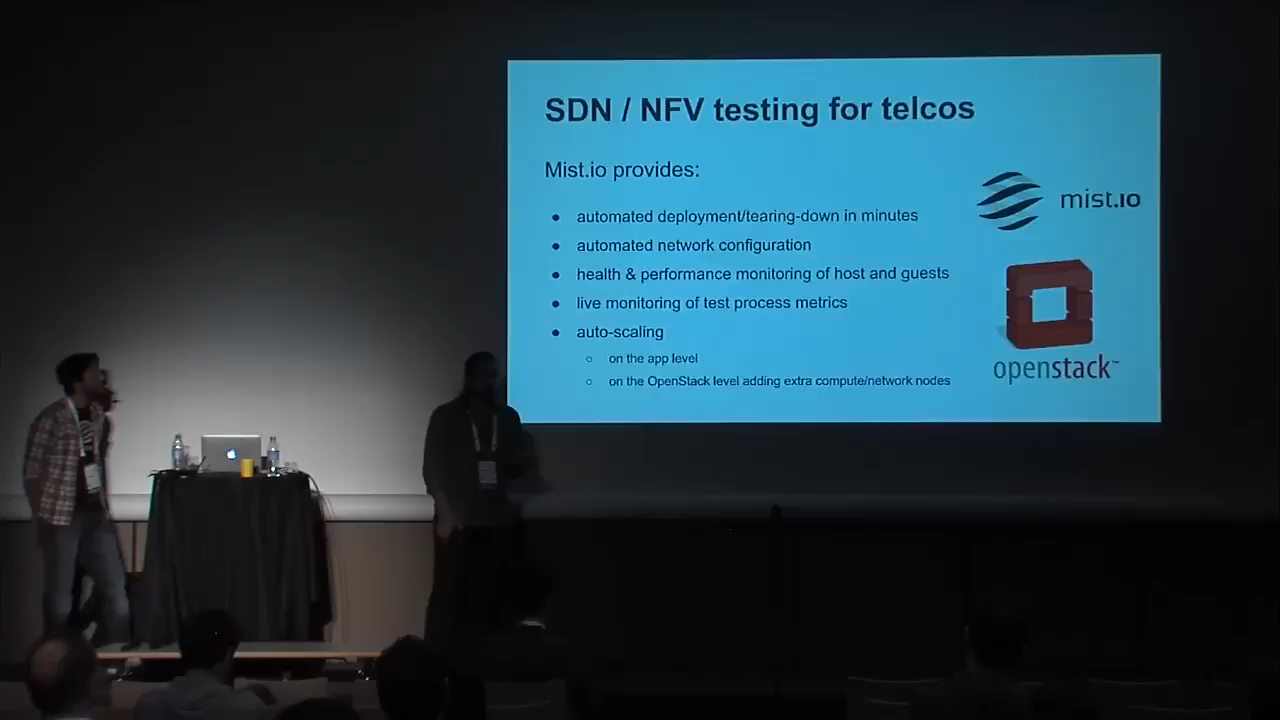 SDN / NFV testing for telcos
Mist.io provides:
● automated deployment/tearing-down in minutes
● automated network configuration
● health & performance monitoring of host and guests
● live monitoring of test process metrics
● auto-scaling
○ on the app level
○ on the OpenStack level adding extra compute/network nodes
mist.io
openstack™